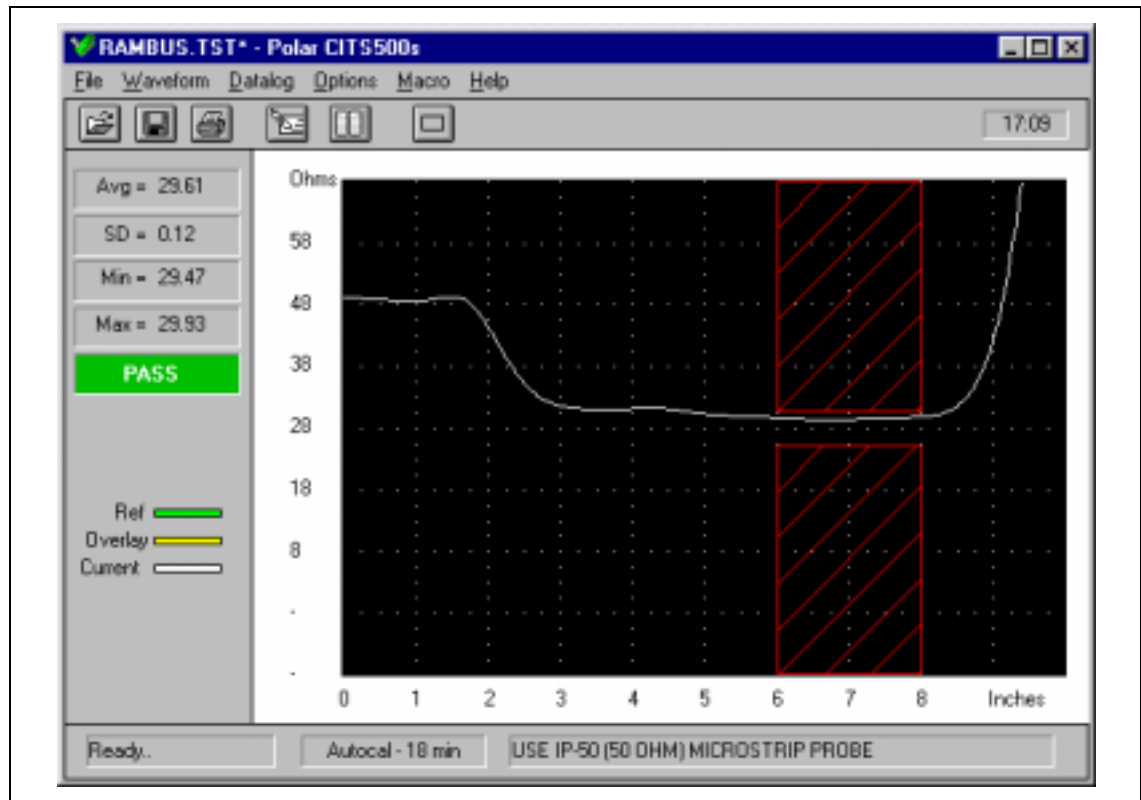 RAMBUS.TST* - Polar CITS500s
File Waveform Datalog Options Macro Help
17:09
Avg = 29.61
SD = 0.12
Min = 29.47
Max = 29.93
PASS
Ref
Overlay
Current
Ohms
58
48
38
28
18
8
-
-
0 1 2 3 4 5 6 7 8 Inches
Ready..
Autocal - 18 min
USE IP-50 (50 OHM) MICROSTRIP PROBE